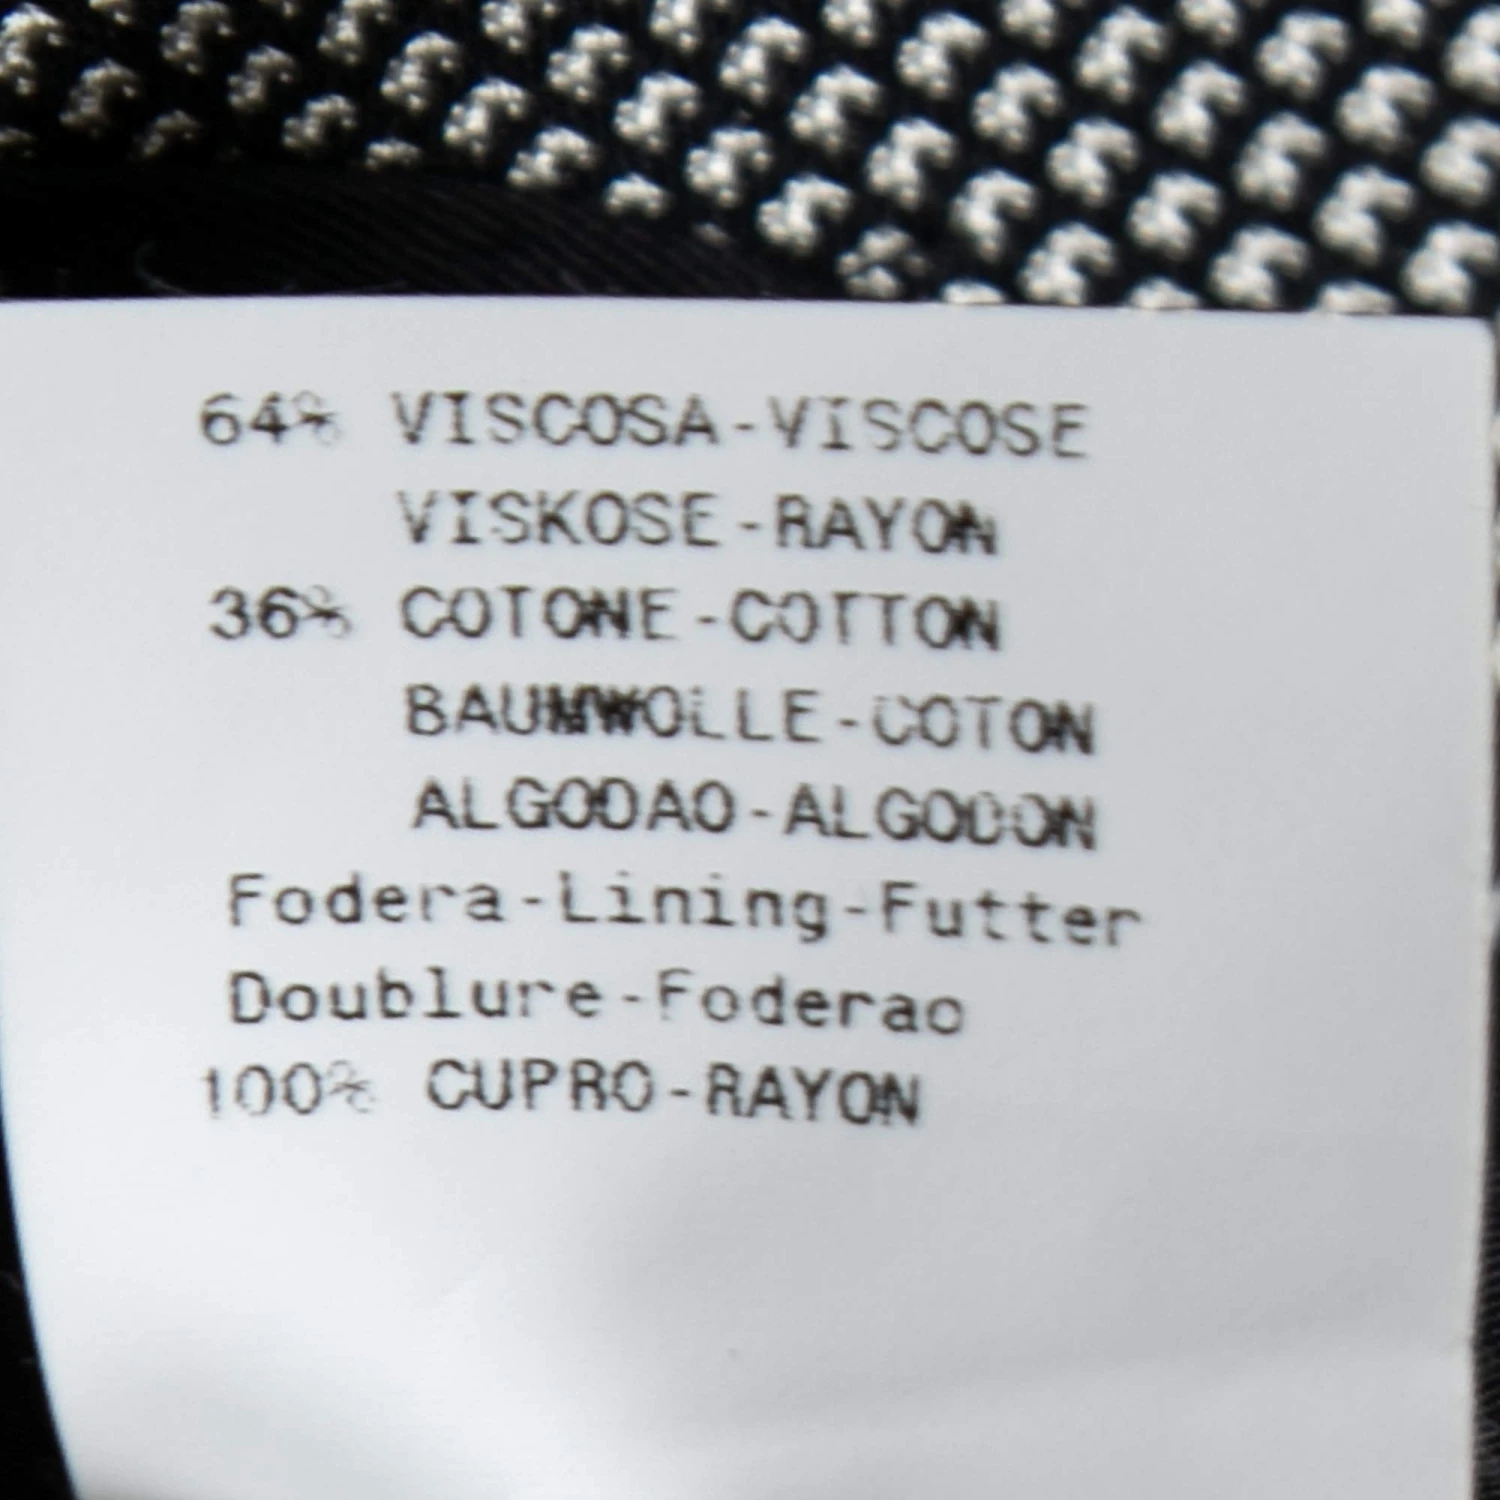 64% VISCOSA-VISCOSE
VISKOSE-RAYON
36% COTONE-COTTON
BAUMWOLLE-COTON
ALGODAO-ALGODON
Fodera-Lining-Futter
Doublure-Foderao
100% CUPRO-RAYON